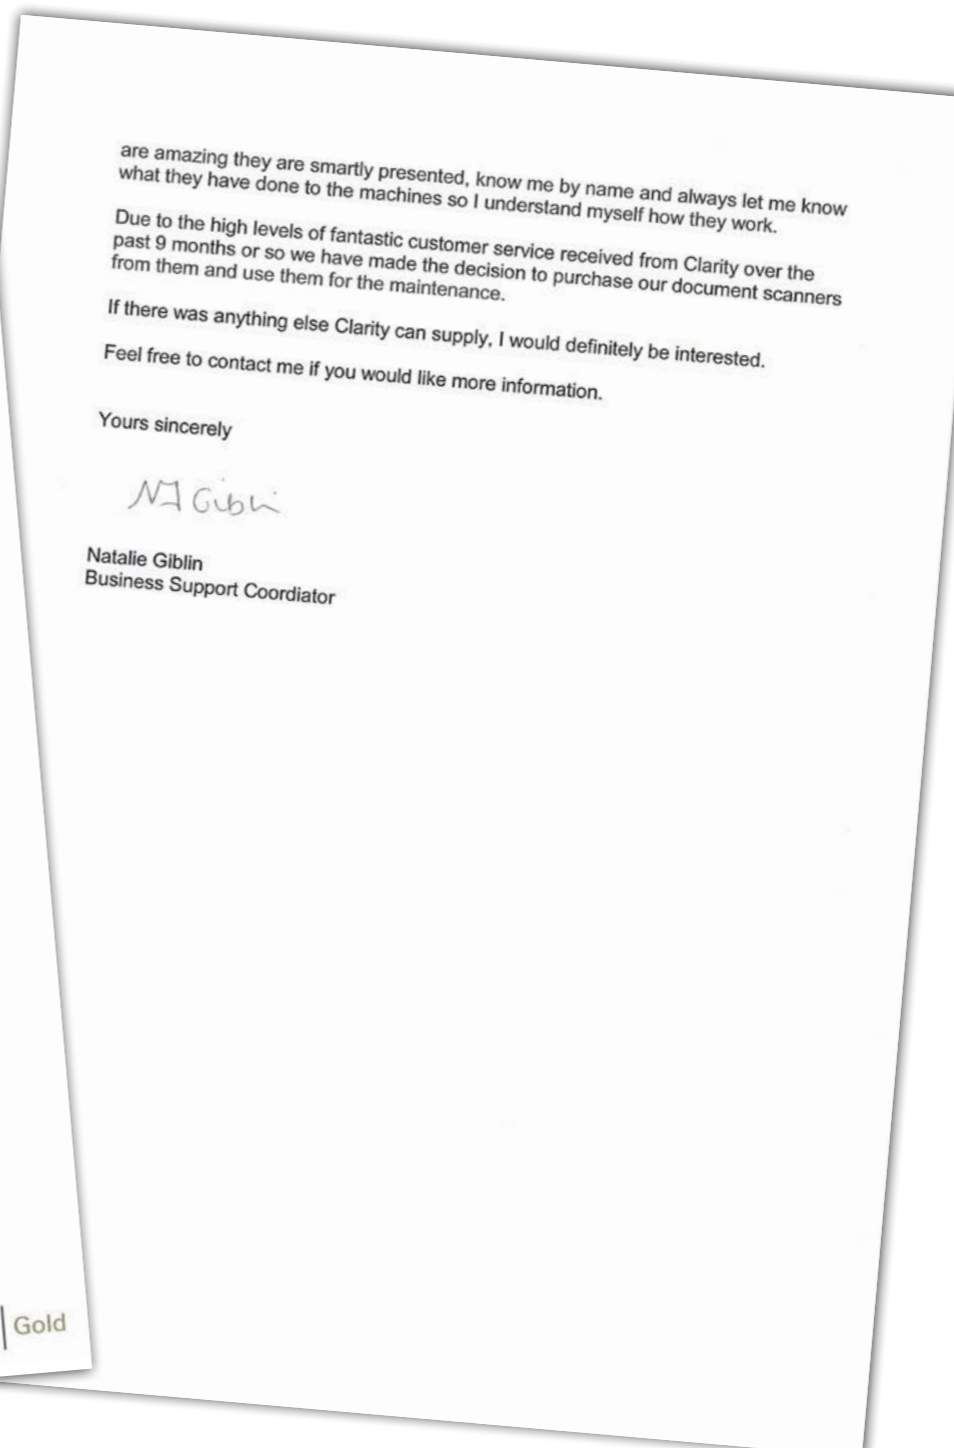 are amazing they are smartly presented, know me by name and always let me know
what they have done to the machines so I understand myself how they work.
Due to the high levels of fantastic customer service received from Clarity over the
past 9 months or so we have made the decision to purchase our document scanners
from them and use them for the maintenance.
If there was anything else Clarity can supply, I would definitely be interested.
Feel free to contact me if you would like more information.
Yours sincerely
NJ Giblin
Natalie Giblin
Business Support Coordiator
Gold